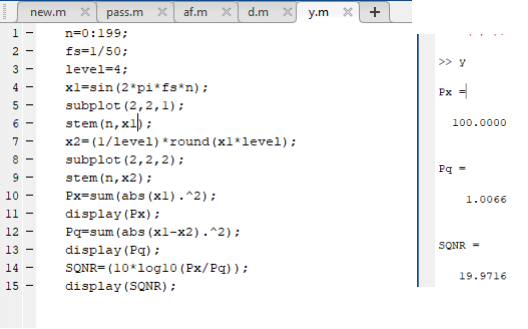 new.m × pass.m × af.m × d.m × y.m × +
1 - n=0:199;
2 - fs=1/50;
3 - level=4;
4 - x1=sin(2*pi*fs*n);
5 - subplot(2,2,1);
6 - stem(n,x1);
7 - x2=(1/level)*round(x1*level);
8 - subplot(2,2,2);
9 - stem(n,x2);
10 - Px=sum(abs(x1).^2);
11 - display(Px);
12 - Pq=sum(abs(x1-x2).^2);
13 - display(Pq);
14 - SQNR=(10*log10(Px/Pq));
15 - display(SQNR);
>> y
Px =
100.0000
Pq =
1.0066
SQNR =
19.9716